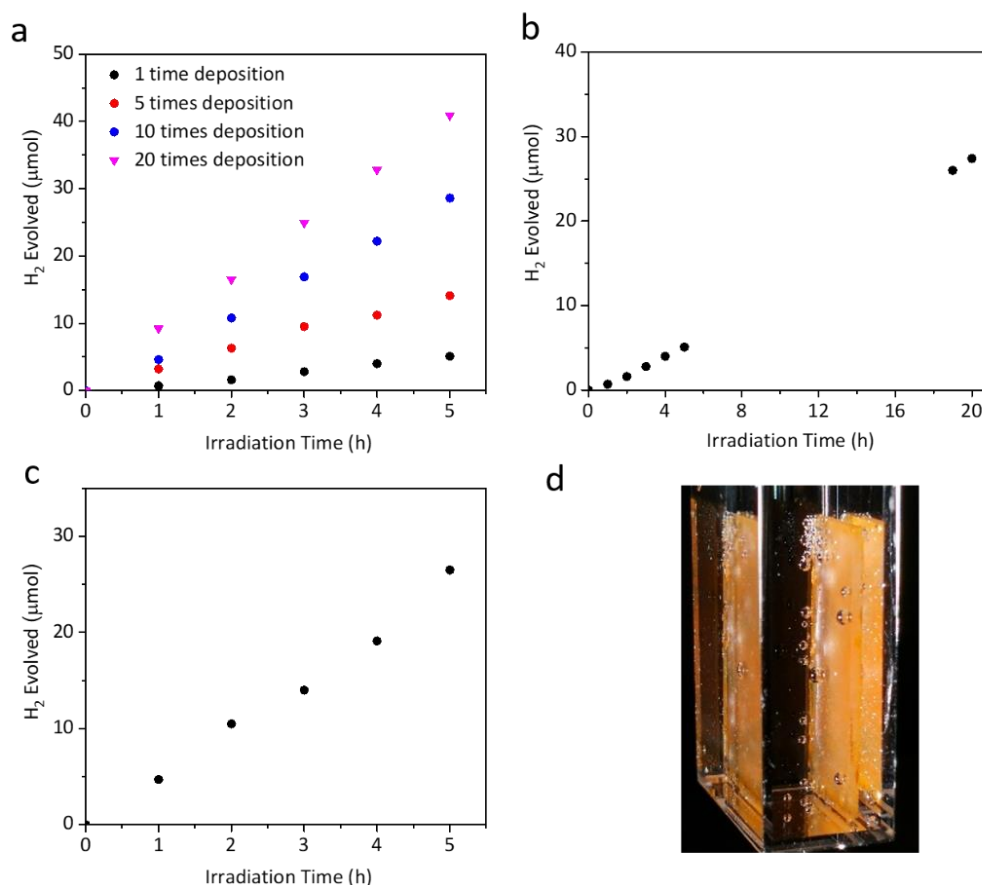 a
50
40
30
20
10
0
H₂ Evolved (μmol)
1 time deposition
5 times deposition
10 times deposition
20 times deposition
0 1 2 3 4 5
Irradiation Time (h)
b
40
30
20
10
0
H₂ Evolved (μmol)
0 4 8 12 16 20
Irradiation Time (h)
c
30
20
10
0
H₂ Evolved (μmol)
0 1 2 3 4 5
Irradiation Time (h)
d